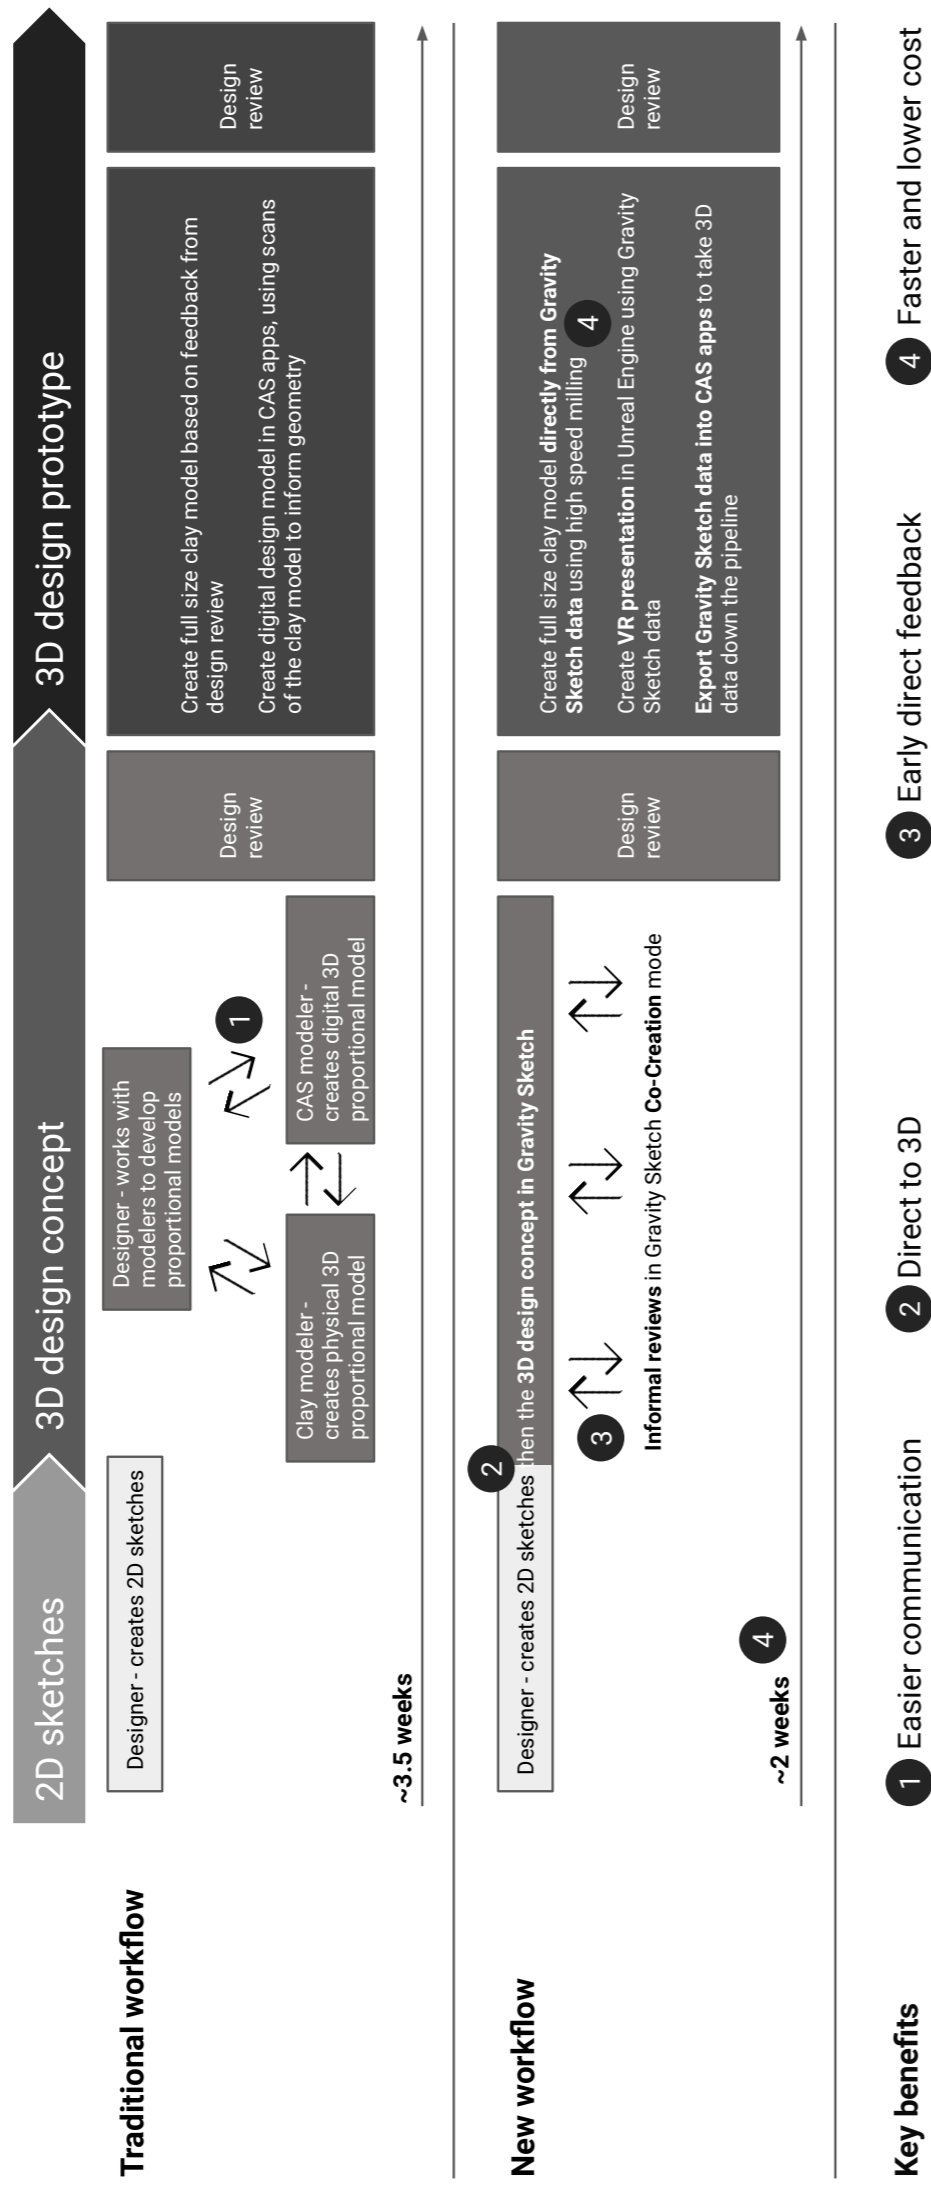 2D sketches
3D design concept
3D design prototype
Traditional workflow
Designer - creates 2D sketches
Designer - works with
modelers to develop
proportional models
1
Clay modeler -
creates physical 3D
proportional model
CAS modeler -
creates digital 3D
proportional model
Design
review
Create full size clay model based on feedback from
design review
Create digital design model in CAS apps, using scans
of the clay model to inform geometry
Design
review
~3.5 weeks
New workflow
Designer - creates 2D sketches then the 3D design concept in Gravity Sketch
2
3
Informal reviews in Gravity Sketch Co-Creation mode
Design
review
Create full size clay model directly from Gravity
Sketch data using high speed milling
4
Create VR presentation in Unreal Engine using Gravity
Sketch data
Export Gravity Sketch data into CAS apps to take 3D
data down the pipeline
Design
review
~2 weeks
4
Key benefits
1 Easier communication
2 Direct to 3D
3 Early direct feedback
4 Faster and lower cost